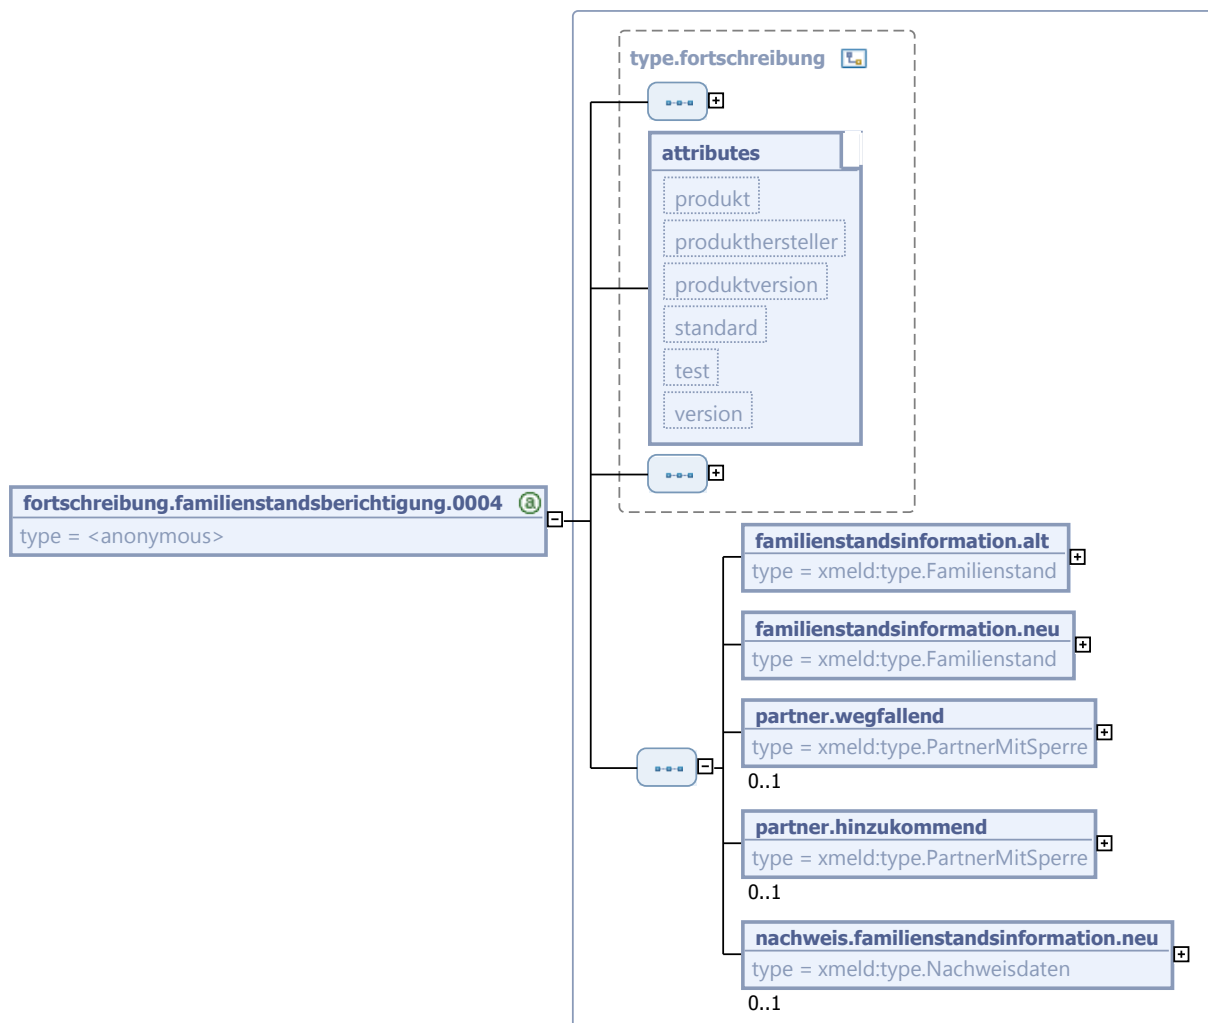 type.fortschreibung
attributes
produkt
produkthersteller
produktversion
standard
test
version
fortschreibung.familienstandsberichtigung.0004 a
type = <anonymous>
familienstandsinformation.alt
type = xmeld:type.Familienstand
familienstandsinformation.neu
type = xmeld:type.Familienstand
partner.wegfallend
type = xmeld:type.PartnerMitSperre
0..1
partner.hinzukommend
type = xmeld:type.PartnerMitSperre
0..1
nachweis.familienstandsinformation.neu
type = xmeld:type.Nachweisdaten
0..1